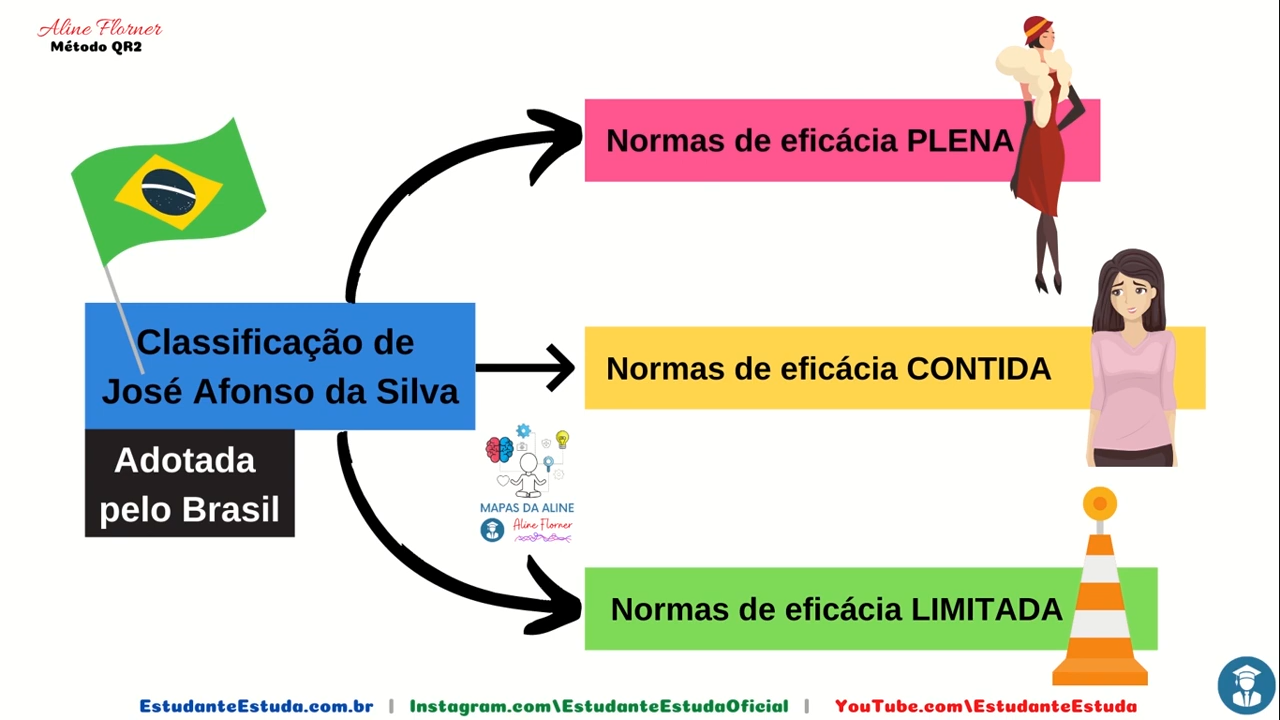 Aline Florner
Método QR2
Normas de eficácia PLENA
Classificação de
José Afonso da Silva
Adotada
pelo Brasil
Normas de eficácia CONTIDA
MAPAS DA ALINE
Aline Florner
Normas de eficácia LIMITADA
EstudanteEstuda.com.br | Instagram.com\EstudanteEstudaOficial | YouTube.com\EstudanteEstuda